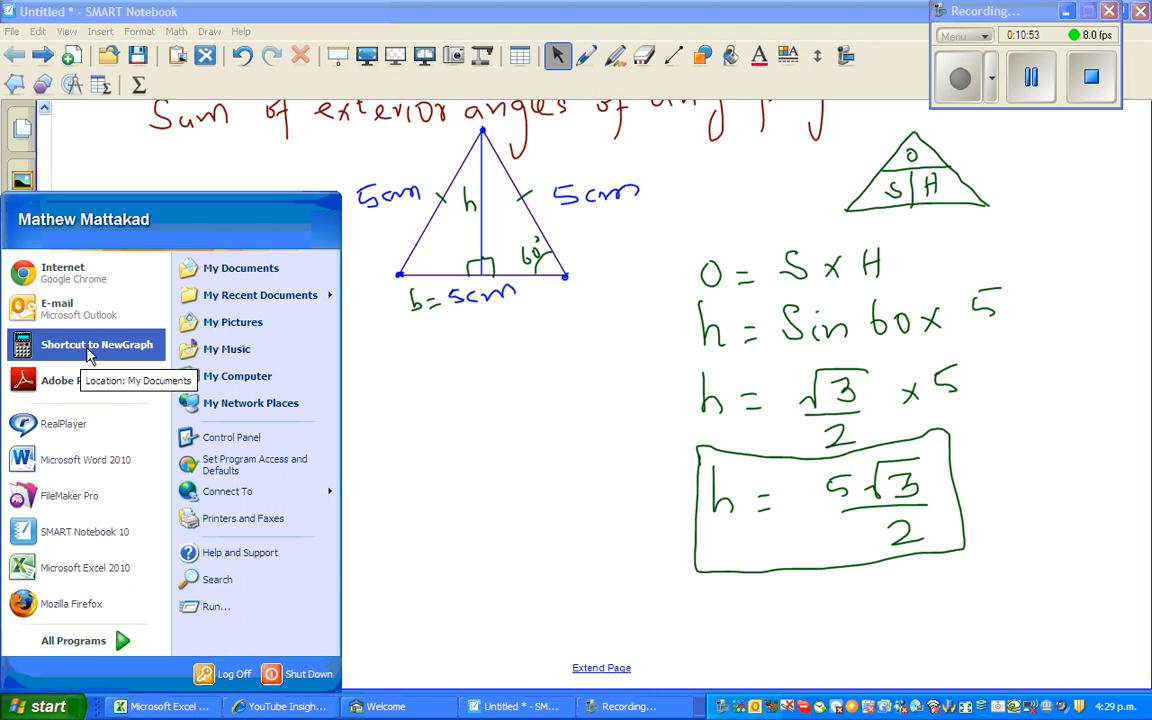 Untitled * - SMART Notebook
Recording...
File Edit View Insert Format Math Draw Help
Menu 0:10:53 8.0 fps
Sum of exterior angles of any
5cm h 5cm
60°
b = 5cm
O
S H
O = S x H
h = Sin 60 x 5
h = √3/2 x 5
h = 5√3/2
Mathew Mattakad
Internet
Google Chrome
E-mail
Microsoft Outlook
Shortcut to NewGraph
Adobe
Location: My Documents
RealPlayer
Microsoft Word 2010
FileMaker Pro
SMART Notebook 10
Microsoft Excel 2010
Mozilla Firefox
All Programs
My Documents
My Recent Documents
My Pictures
My Music
My Computer
My Network Places
Control Panel
Set Program Access and
Defaults
Connect To
Printers and Faxes
Help and Support
Search
Run...
Log Off Shut Down
Extend Page
start Microsoft Excel ... YouTube Insigh... Welcome Untitled * - SM... Recording... 4:29 p.m.